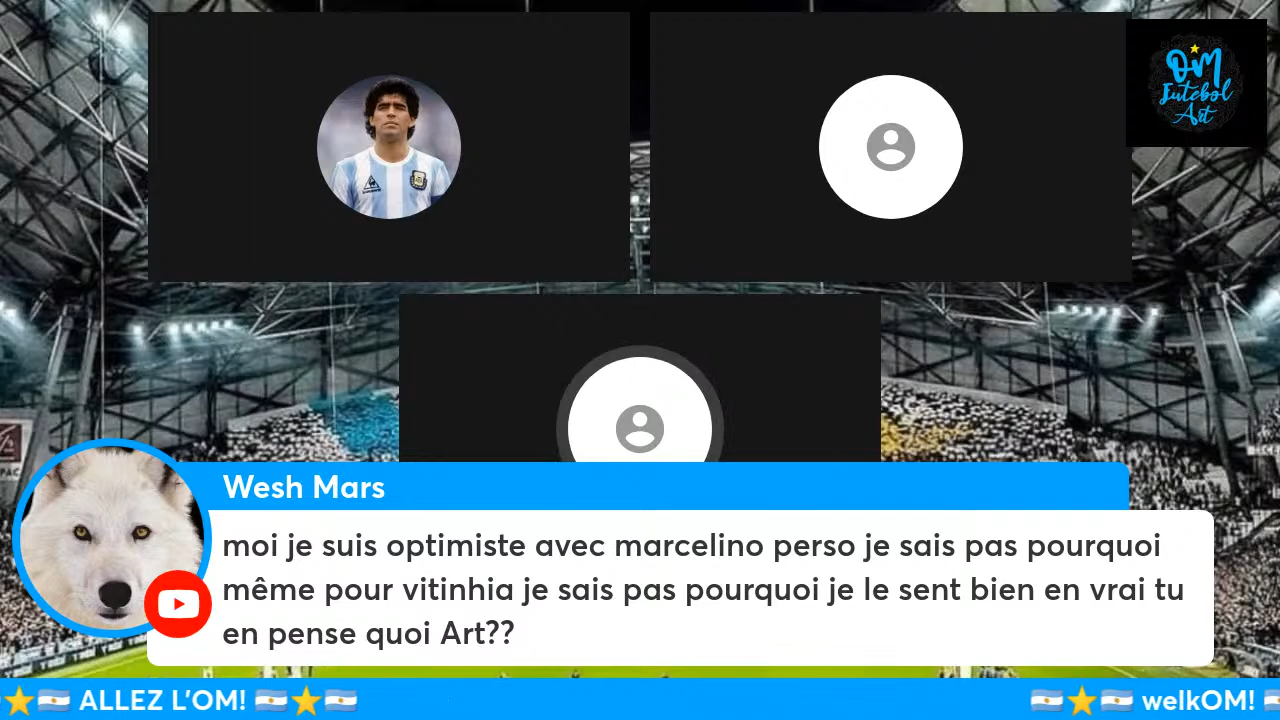 OM
Futebol
Art
PAC
Wesh Mars
moi je suis optimiste avec marcelino perso je sais pas pourquoi
même pour vitinhia je sais pas pourquoi je le sent bien en vrai tu
en pense quoi Art??
ALLEZ L'OM!
welkOM!